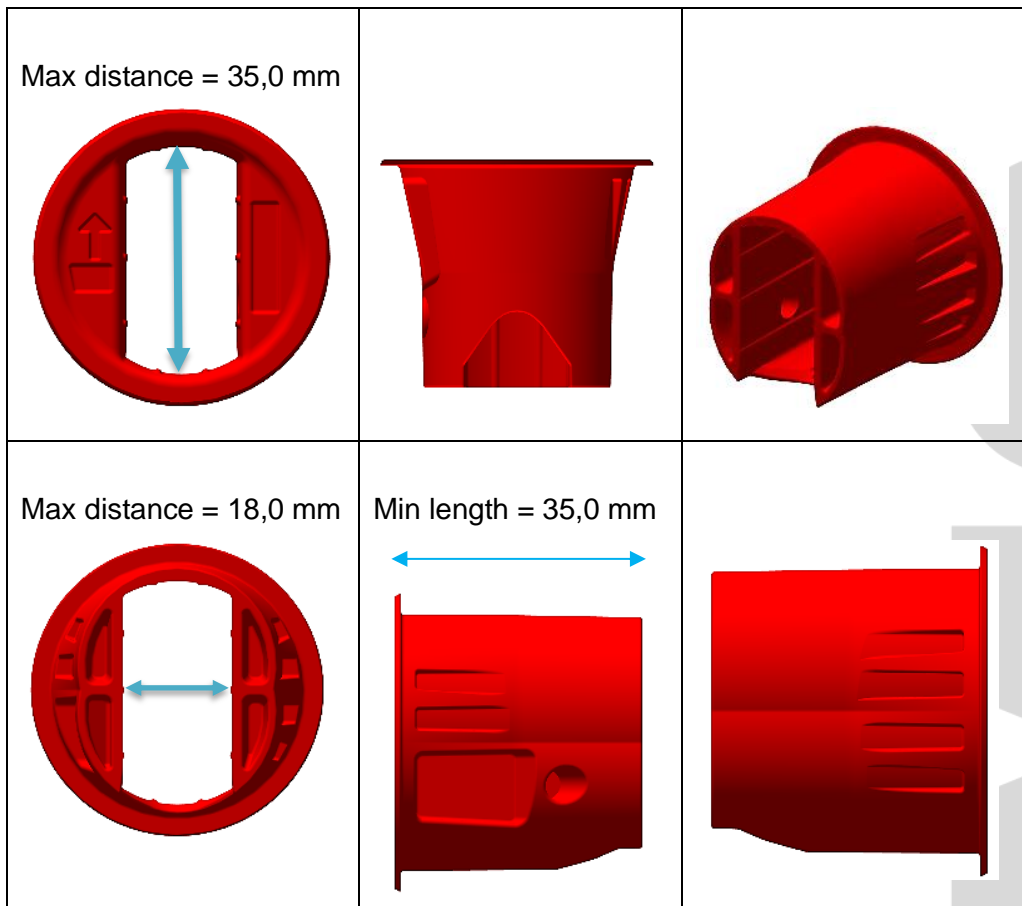 Max distance = 35,0 mm
Max distance = 18,0 mm
Min length = 35,0 mm